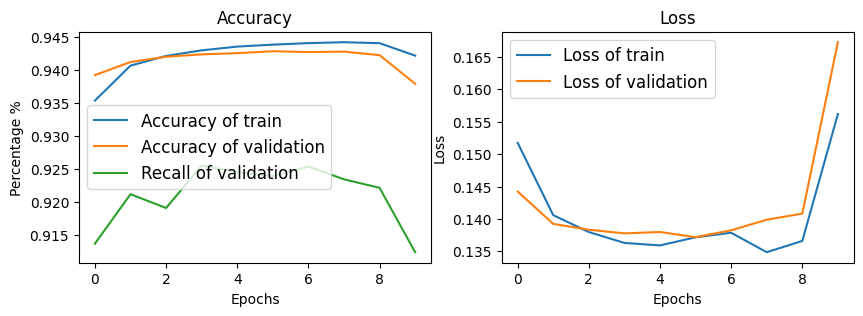 Accuracy
Percentage %
0.945
0.940
0.935
0.930
0.925
0.920
0.915
Accuracy of train
Accuracy of validation
Recall of validation
0 2 4 6 8
Epochs
Loss
Loss
0.165
0.160
0.155
0.150
0.145
0.140
0.135
Loss of train
Loss of validation
0 2 4 6 8
Epochs